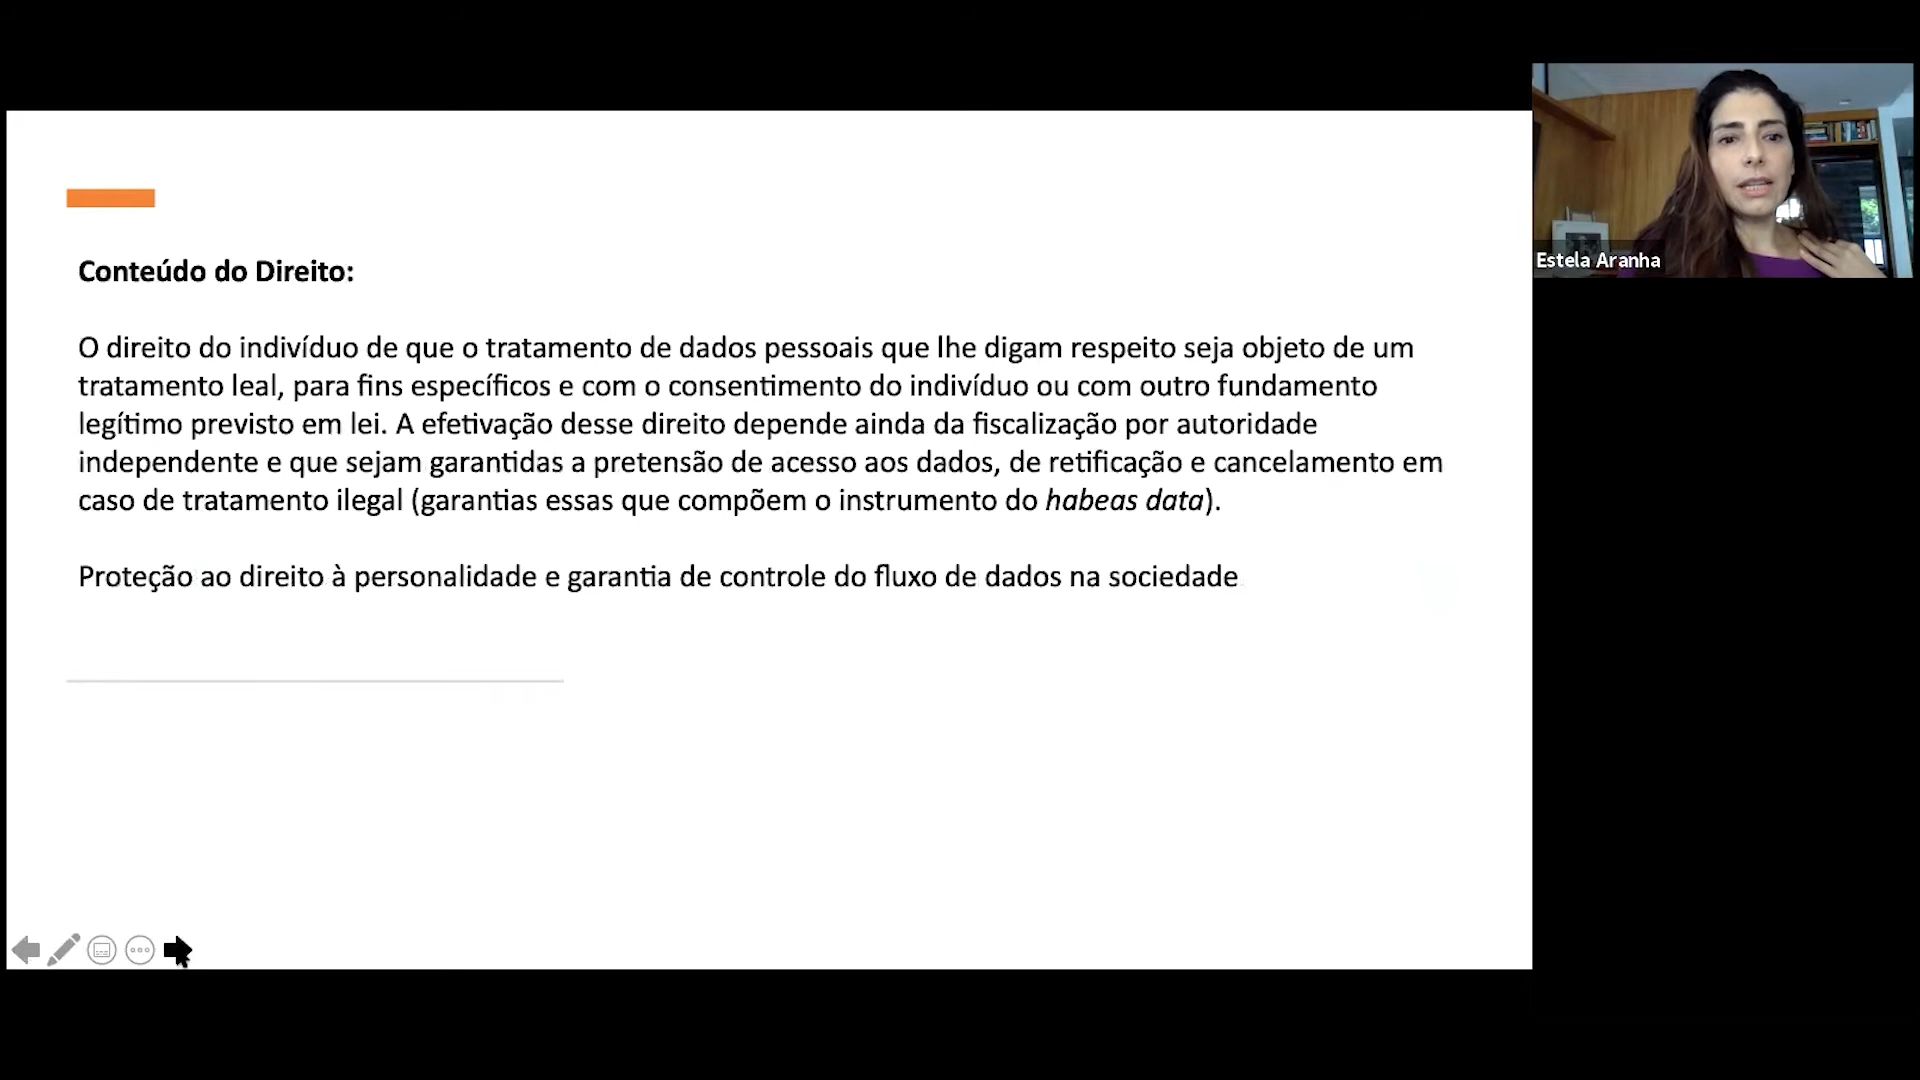 Conteúdo do Direito:
O direito do indivíduo de que o tratamento de dados pessoais que lhe digam respeito seja objeto de um
tratamento leal, para fins específicos e com o consentimento do indivíduo ou com outro fundamento
legítimo previsto em lei. A efetivação desse direito depende ainda da fiscalização por autoridade
independente e que sejam garantidas a pretensão de acesso aos dados, de retificação e cancelamento em
caso de tratamento ilegal (garantias essas que compõem o instrumento do habeas data).
Proteção ao direito à personalidade e garantia de controle do fluxo de dados na sociedade
Estela Aranha